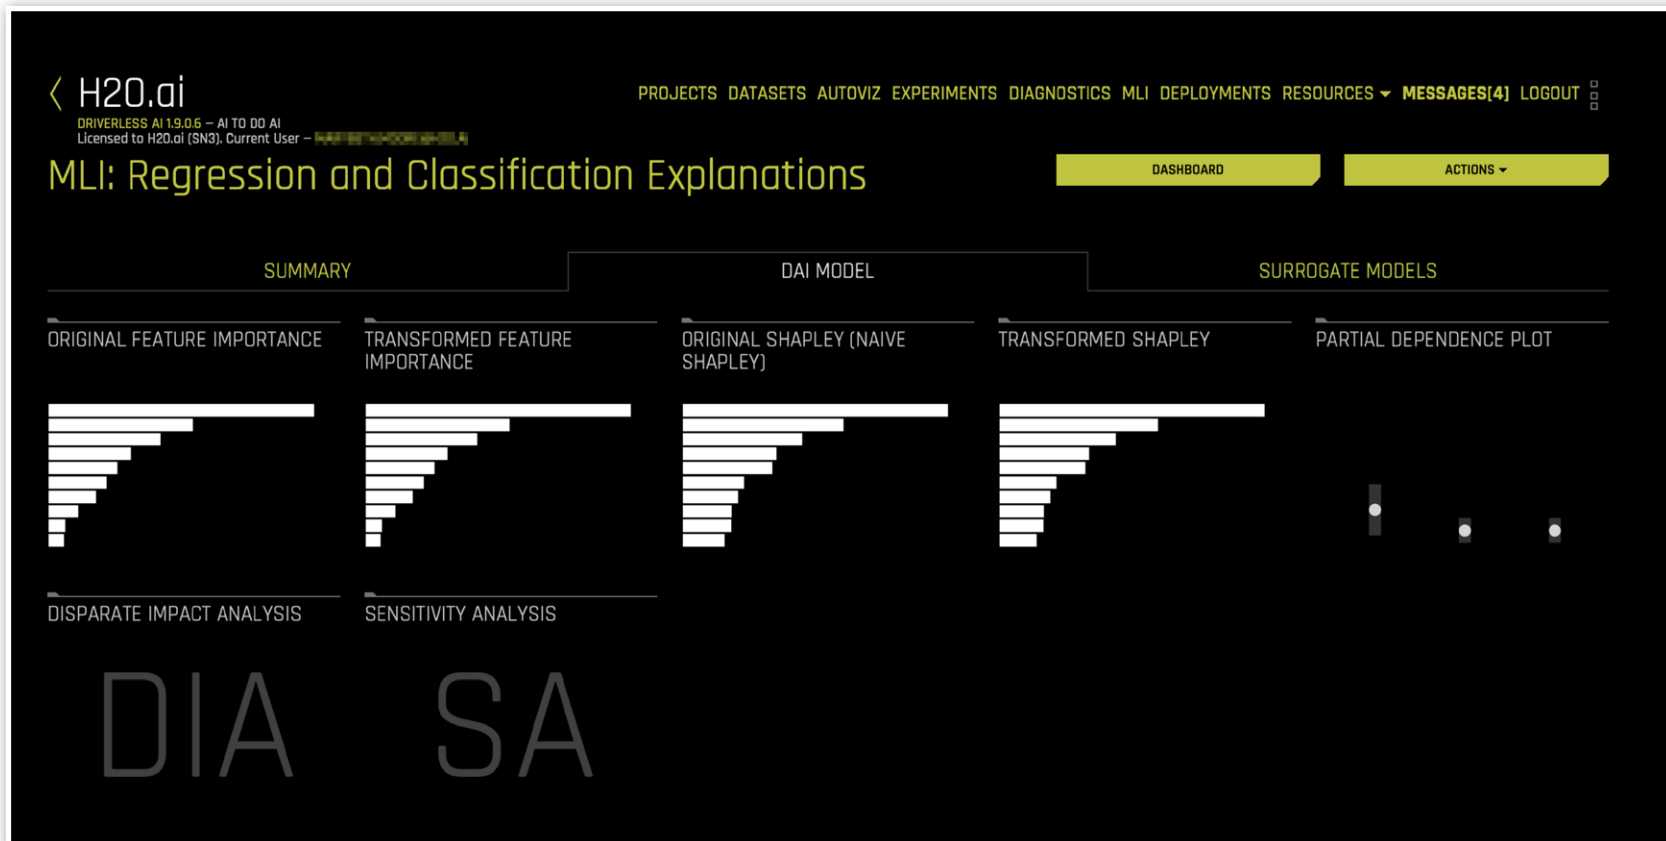 H2O.ai
PROJECTS DATASETS AUTOVIZ EXPERIMENTS DIAGNOSTICS MLI DEPLOYMENTS RESOURCES MESSAGES[4] LOGOUT
DRIVERLESS AI 1.9.0.6 – AI TO DO AI
Licensed to H2O.ai (SN3). Current User –
MLI: Regression and Classification Explanations
DASHBOARD
ACTIONS
SUMMARY
DAI MODEL
SURROGATE MODELS
ORIGINAL FEATURE IMPORTANCE
TRANSFORMED FEATURE
IMPORTANCE
ORIGINAL SHAPLEY (NAIVE
SHAPLEY)
TRANSFORMED SHAPLEY
PARTIAL DEPENDENCE PLOT
DISPARATE IMPACT ANALYSIS
SENSITIVITY ANALYSIS
DIA
SA